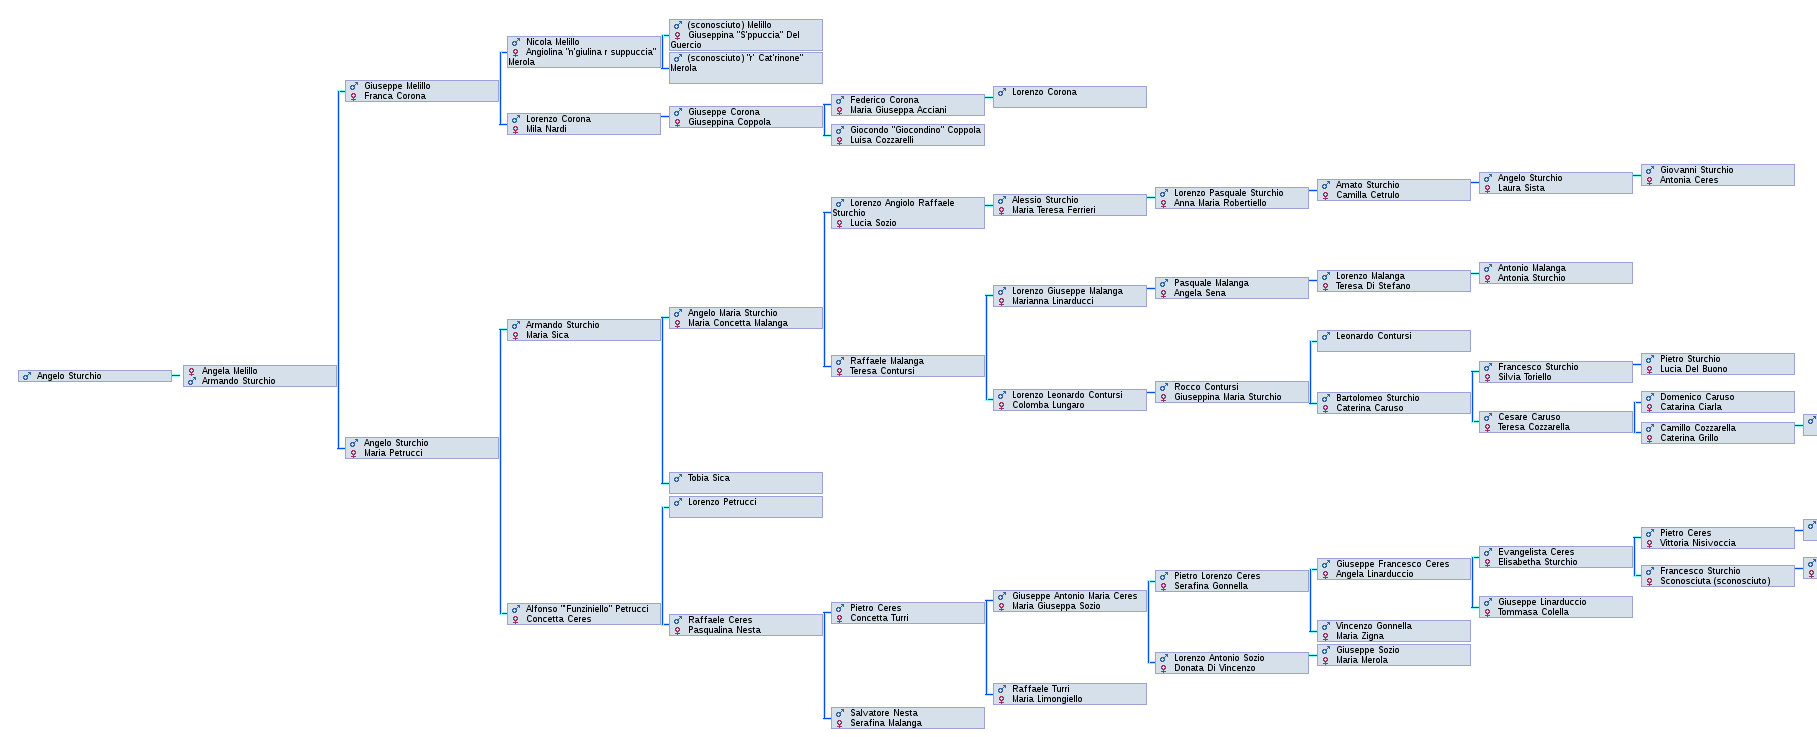 Angelo Sturchio
Angela Melillo
Armando Sturchio
Giuseppe Melillo
Franca Corona
Angelo Sturchio
Maria Petrucci
Nicola Melillo
Angiolina "n'giulina r suppuccia"
Merola
Lorenzo Corona
Mila Nardi
Armando Sturchio
Maria Sica
Alfonso '"Funziniello" Petrucci
Concetta Ceres
(sconosciuto) Melillo
Giuseppina "S'ppuccia" Del
Guercio
(sconosciuto) "r' Cat'rinone"
Merola
Giuseppe Corona
Giuseppina Coppola
Angelo Maria Sturchio
Maria Concetta Malanga
Tobia Sica
Lorenzo Petrucci
Raffaele Ceres
Pasqualina Nesta
Federico Corona
Maria Giuseppa Acciani
Giocondo "Giocondino" Coppola
Luisa Cozzarelli
Lorenzo Angiolo Raffaele
Sturchio
Lucia Sozio
Raffaele Malanga
Teresa Contursi
Pietro Ceres
Concetta Turri
Salvatore Nesta
Serafina Malanga
Lorenzo Corona
Alessio Sturchio
Maria Teresa Ferrieri
Lorenzo Giuseppe Malanga
Marianna Linarducci
Lorenzo Leonardo Contursi
Colomba Lungaro
Giuseppe Antonio Maria Ceres
Maria Giuseppa Sozio
Raffaele Turri
Maria Limongiello
Lorenzo Pasquale Sturchio
Anna Maria Robertiello
Pasquale Malanga
Angela Sena
Rocco Contursi
Giuseppina Maria Sturchio
Pietro Lorenzo Ceres
Serafina Gonnella
Lorenzo Antonio Sozio
Donata Di Vincenzo
Amato Sturchio
Camilla Cetrulo
Lorenzo Malanga
Teresa Di Stefano
Leonardo Contursi
Bartolomeo Sturchio
Caterina Caruso
Giuseppe Francesco Ceres
Angela Linarduccio
Vincenzo Gonnella
Maria Zigna
Giuseppe Sozio
Maria Merola
Angelo Sturchio
Laura Sista
Antonio Malanga
Antonia Sturchio
Francesco Sturchio
Silvia Toriello
Cesare Caruso
Teresa Cozzarella
Evangelista Ceres
Elisabetha Sturchio
Giuseppe Linarduccio
Tommasa Colella
Giovanni Sturchio
Antonia Ceres
Pietro Sturchio
Lucia Del Buono
Domenico Caruso
Catarina Ciarla
Camillo Cozzarella
Caterina Grillo
Pietro Ceres
Vittoria Nisivoccia
Francesco Sturchio
Sconosciuta (sconosciuto)